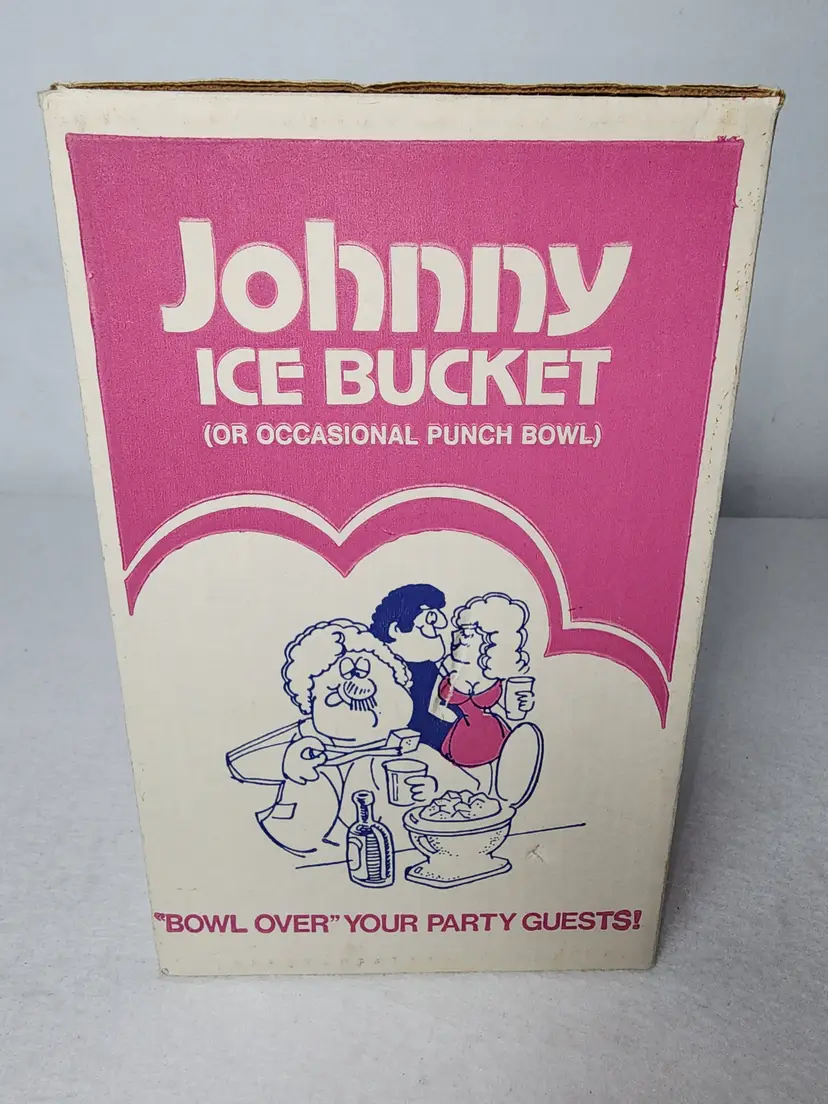 Johnny
ICE BUCKET
(OR OCCASIONAL PUNCH BOWL)
"BOWL OVER" YOUR PARTY GUESTS!